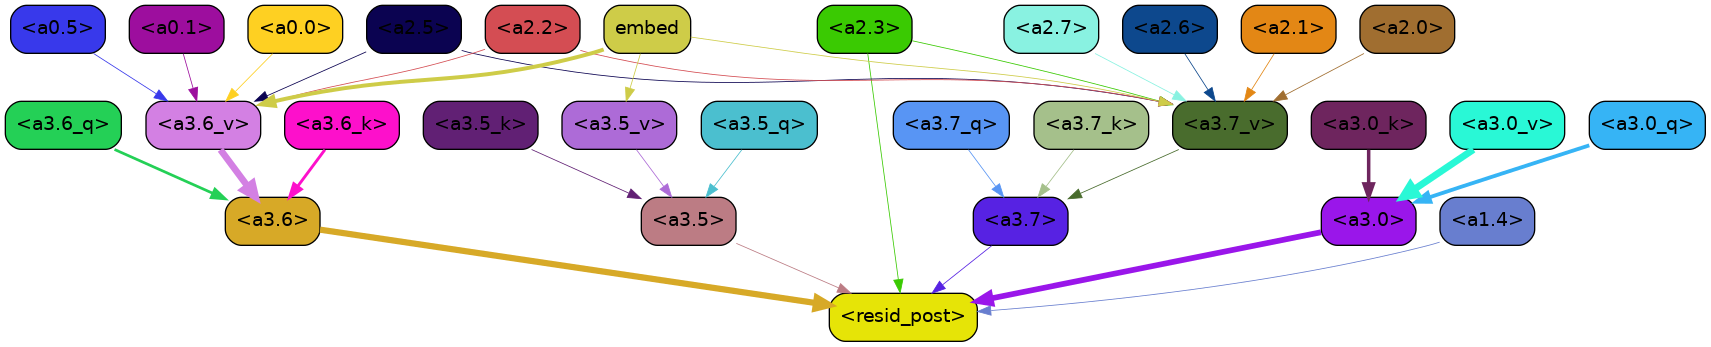 <a0.5> <a0.1> <a0.0> <a2.5> <a2.2> embed <a2.3> <a2.7> <a2.6> <a2.1> <a2.0>
<a3.6_q> <a3.6_v> <a3.6_k> <a3.5_k> <a3.5_v> <a3.5_q> <a3.7_q> <a3.7_k> <a3.7_v> <a3.0_k> <a3.0_v> <a3.0_q>
<a3.6> <a3.5> <a3.7> <a3.0> <a1.4>
<resid_post>